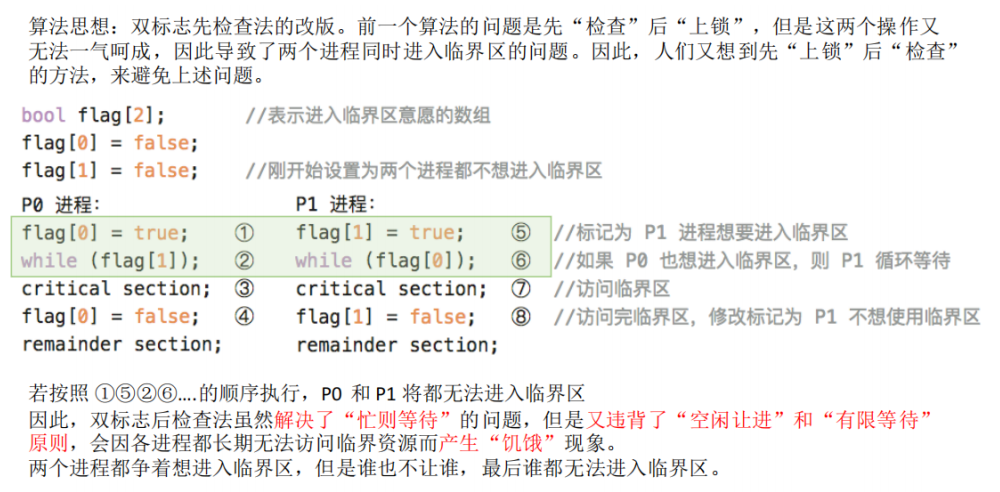 算法思想：双标志先检查法的改版。前一个算法的问题是先“检查”后“上锁”，但是这两个操作又
无法一气呵成，因此导致了两个进程同时进入临界区的问题。因此，人们又想到先“上锁”后“检查”
的方法，来避免上述问题。
bool flag[2]; //表示进入临界区意愿的数组
flag[0] = false;
flag[1] = false; //刚开始设置为两个进程都不想进入临界区
P0 进程： P1 进程：
flag[0] = true; ① flag[1] = true; ⑤ //标记为 P1 进程想要进入临界区
while (flag[1]); ② while (flag[0]); ⑥ //如果 P0 也想进入临界区，则 P1 循环等待
critical section; ③ critical section; ⑦ //访问临界区
flag[0] = false; ④ flag[1] = false; ⑧ //访问完临界区，修改标记为 P1 不想使用临界区
remainder section; remainder section;
若按照 ①⑤②⑥....的顺序执行，P0 和 P1 将都无法进入临界区
因此，双标志后检查法虽然解决了“忙则等待”的问题，但是又违背了“空闲让进”和“有限等待”
原则，会因各进程都长期无法访问临界资源而产生“饥饿”现象。
两个进程都争着想进入临界区，但是谁也不让谁，最后谁都无法进入临界区。